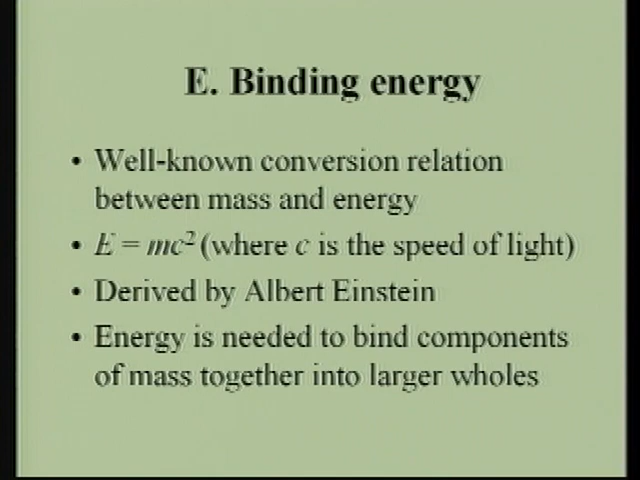 E. Binding energy
• Well-known conversion relation
between mass and energy
• E = mc² (where c is the speed of light)
• Derived by Albert Einstein
• Energy is needed to bind components
of mass together into larger wholes